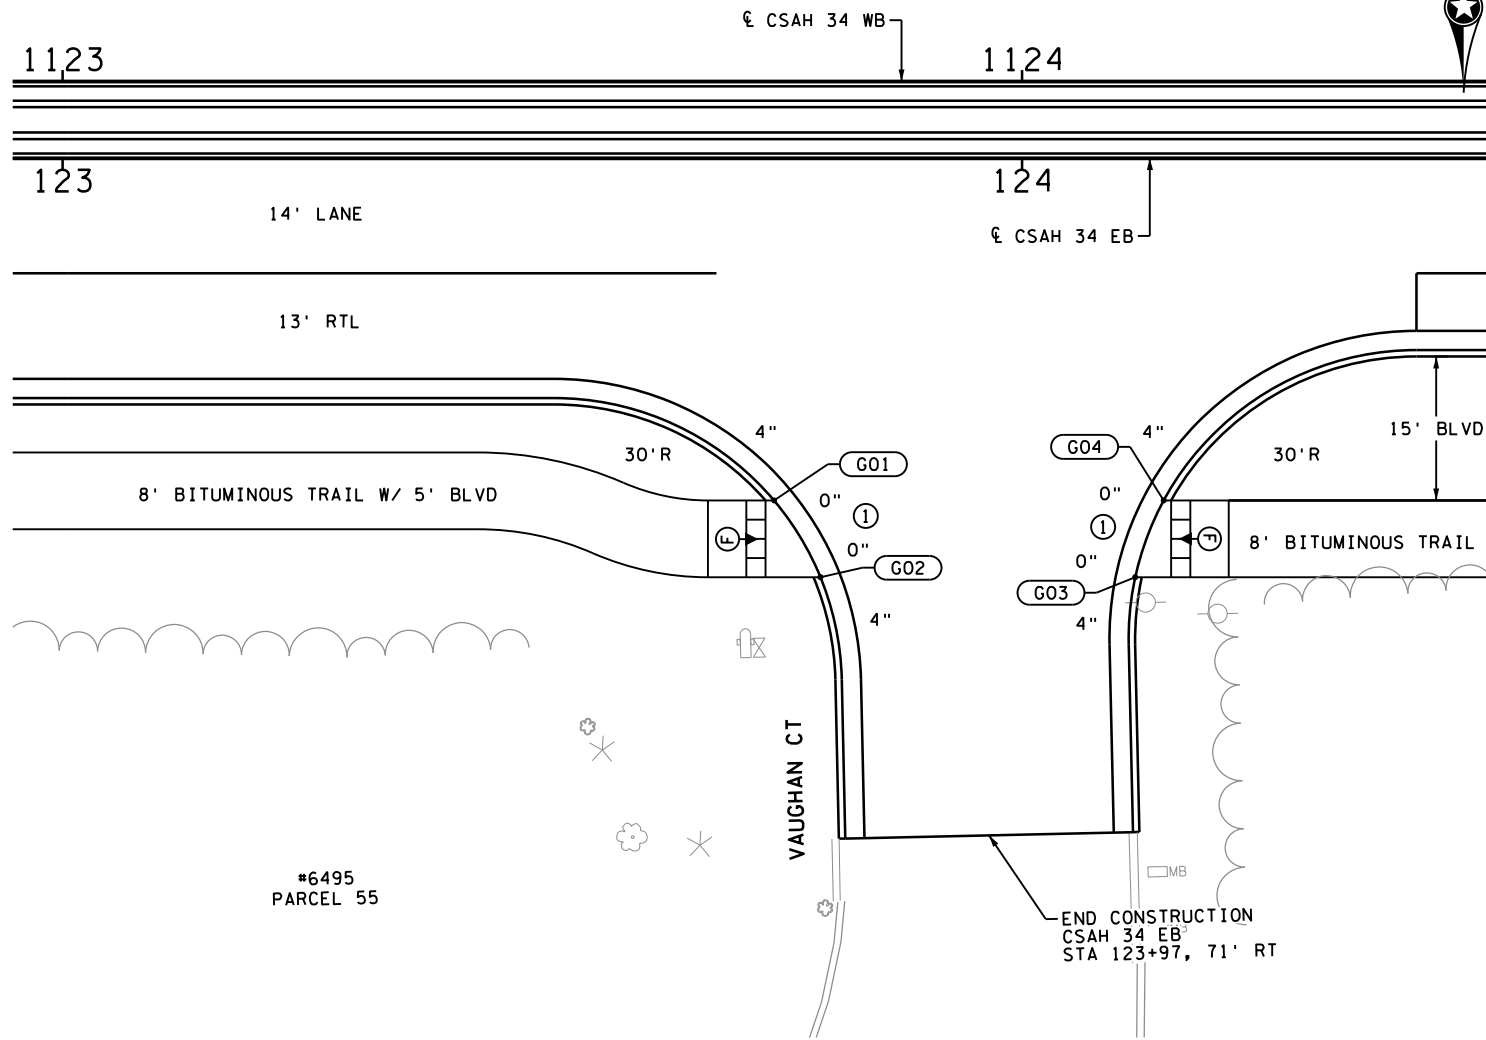 ℄ CSAH 34 WB
1123
1124
123
124
14' LANE
℄ CSAH 34 EB
13' RTL
4"
4"
15' BLVD
30'R
30'R
G01
G04
8' BITUMINOUS TRAIL W/ 5' BLVD
0"
0"
1
1
F
F
8' BITUMINOUS TRAIL
0"
0"
G02
G03
4"
4"
VAUGHAN CT
#6495
PARCEL 55
MB
END CONSTRUCTION
CSAH 34 EB
STA 123+97, 71' RT